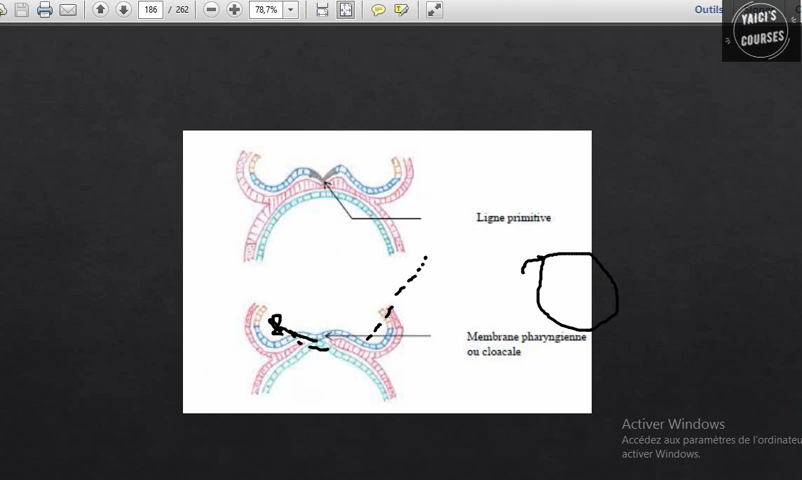 186 / 262
78,7%
Outils
YAICI'S
COURSES
Ligne primitive
Membrane pharyngienne
ou cloacale
Activer Windows
Accédez aux paramètres de l'ordinateur
activer Windows.